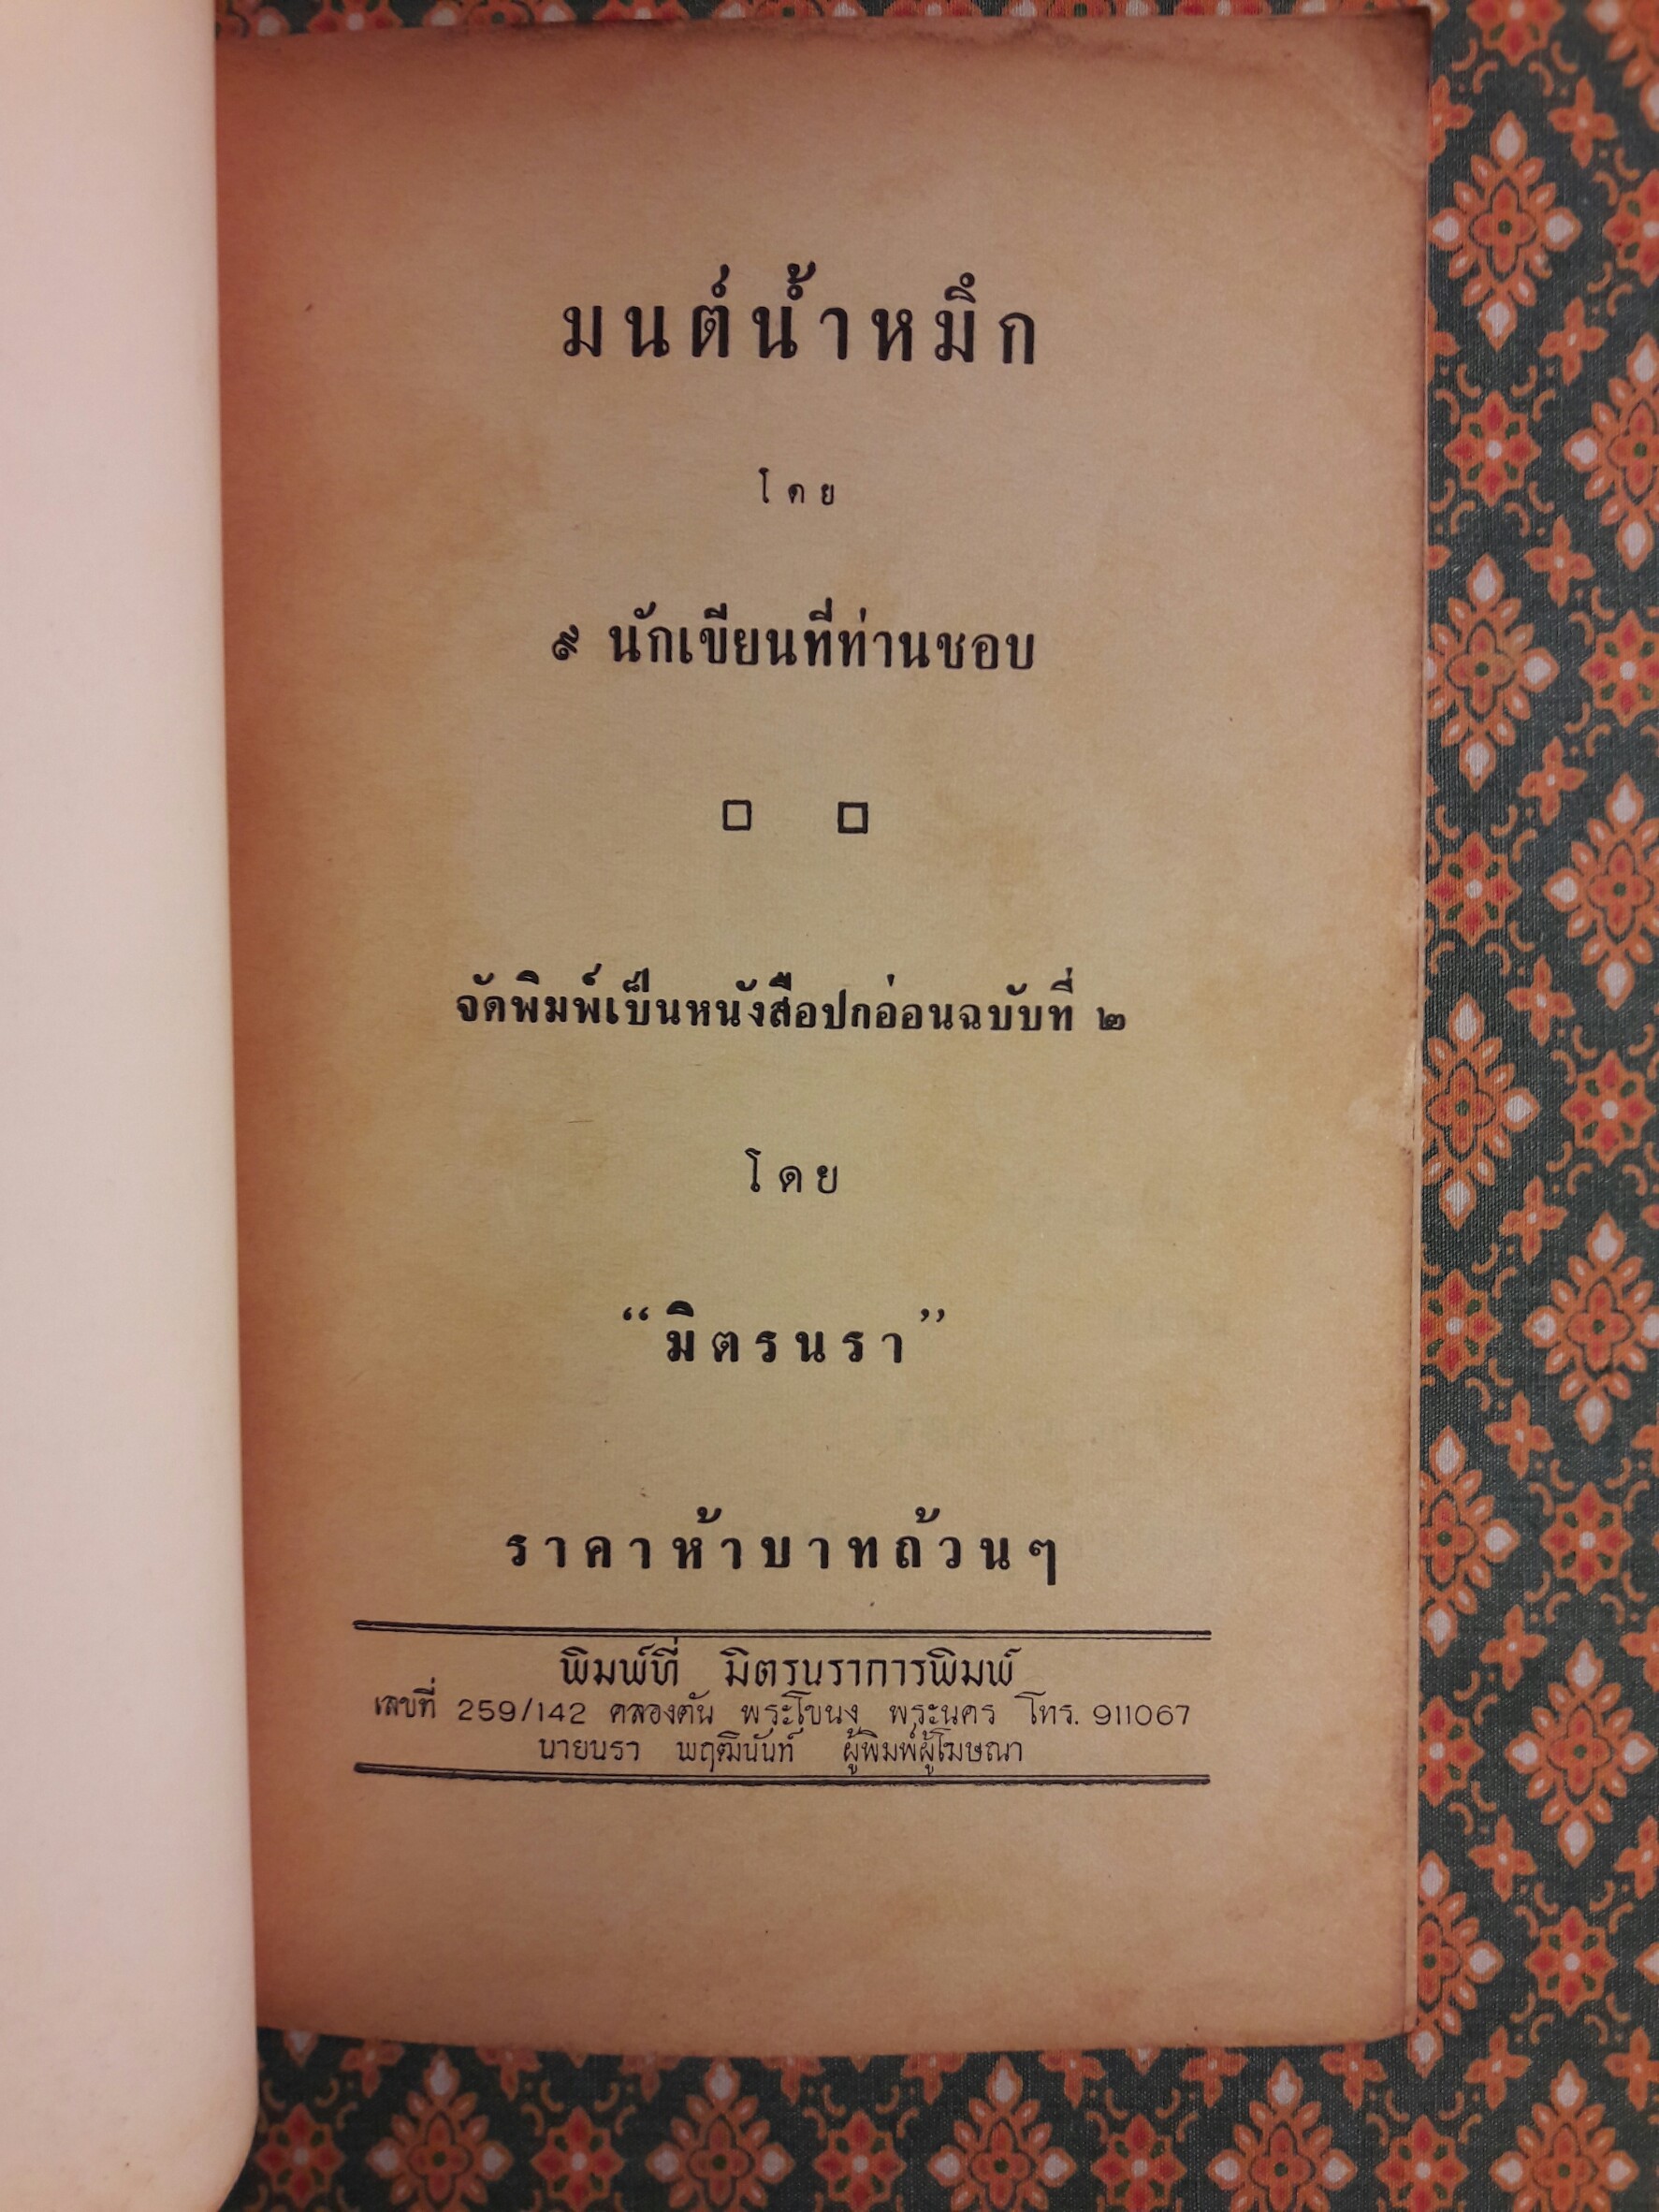 มนต์น้ำหมึก
โดย
๙ นักเขียนที่ท่านชอบ
จัดพิมพ์เป็นหนังสือปกอ่อนฉบับที่ ๒
โดย
“มิตรนรา”
ราคาห้าบาทถ้วนๆ
พิมพ์ที่ มิตรนราการพิมพ์
เลขที่ 259/142 คลองตัน พระโขนง พระนคร โทร. 911067
นายนรา พฤฒินันท์ ผู้พิมพ์ผู้โฆษณา